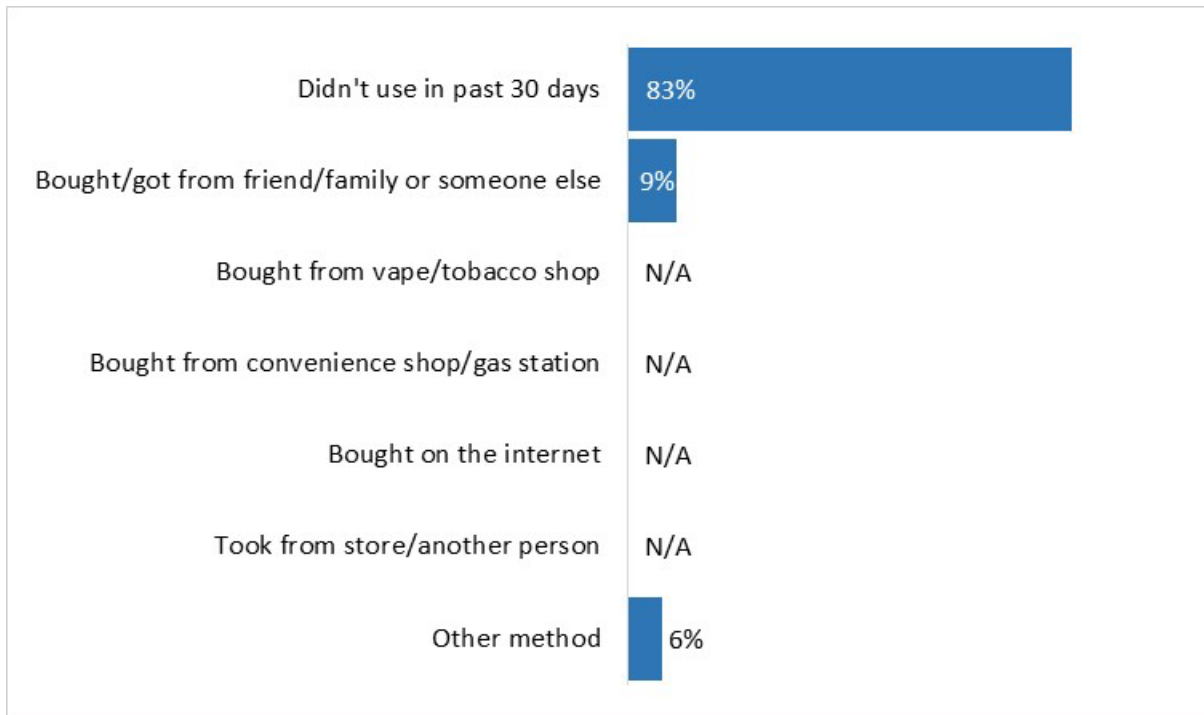 Didn't use in past 30 days 83%
Bought/got from friend/family or someone else 9%
Bought from vape/tobacco shop N/A
Bought from convenience shop/gas station N/A
Bought on the internet N/A
Took from store/another person N/A
Other method 6%